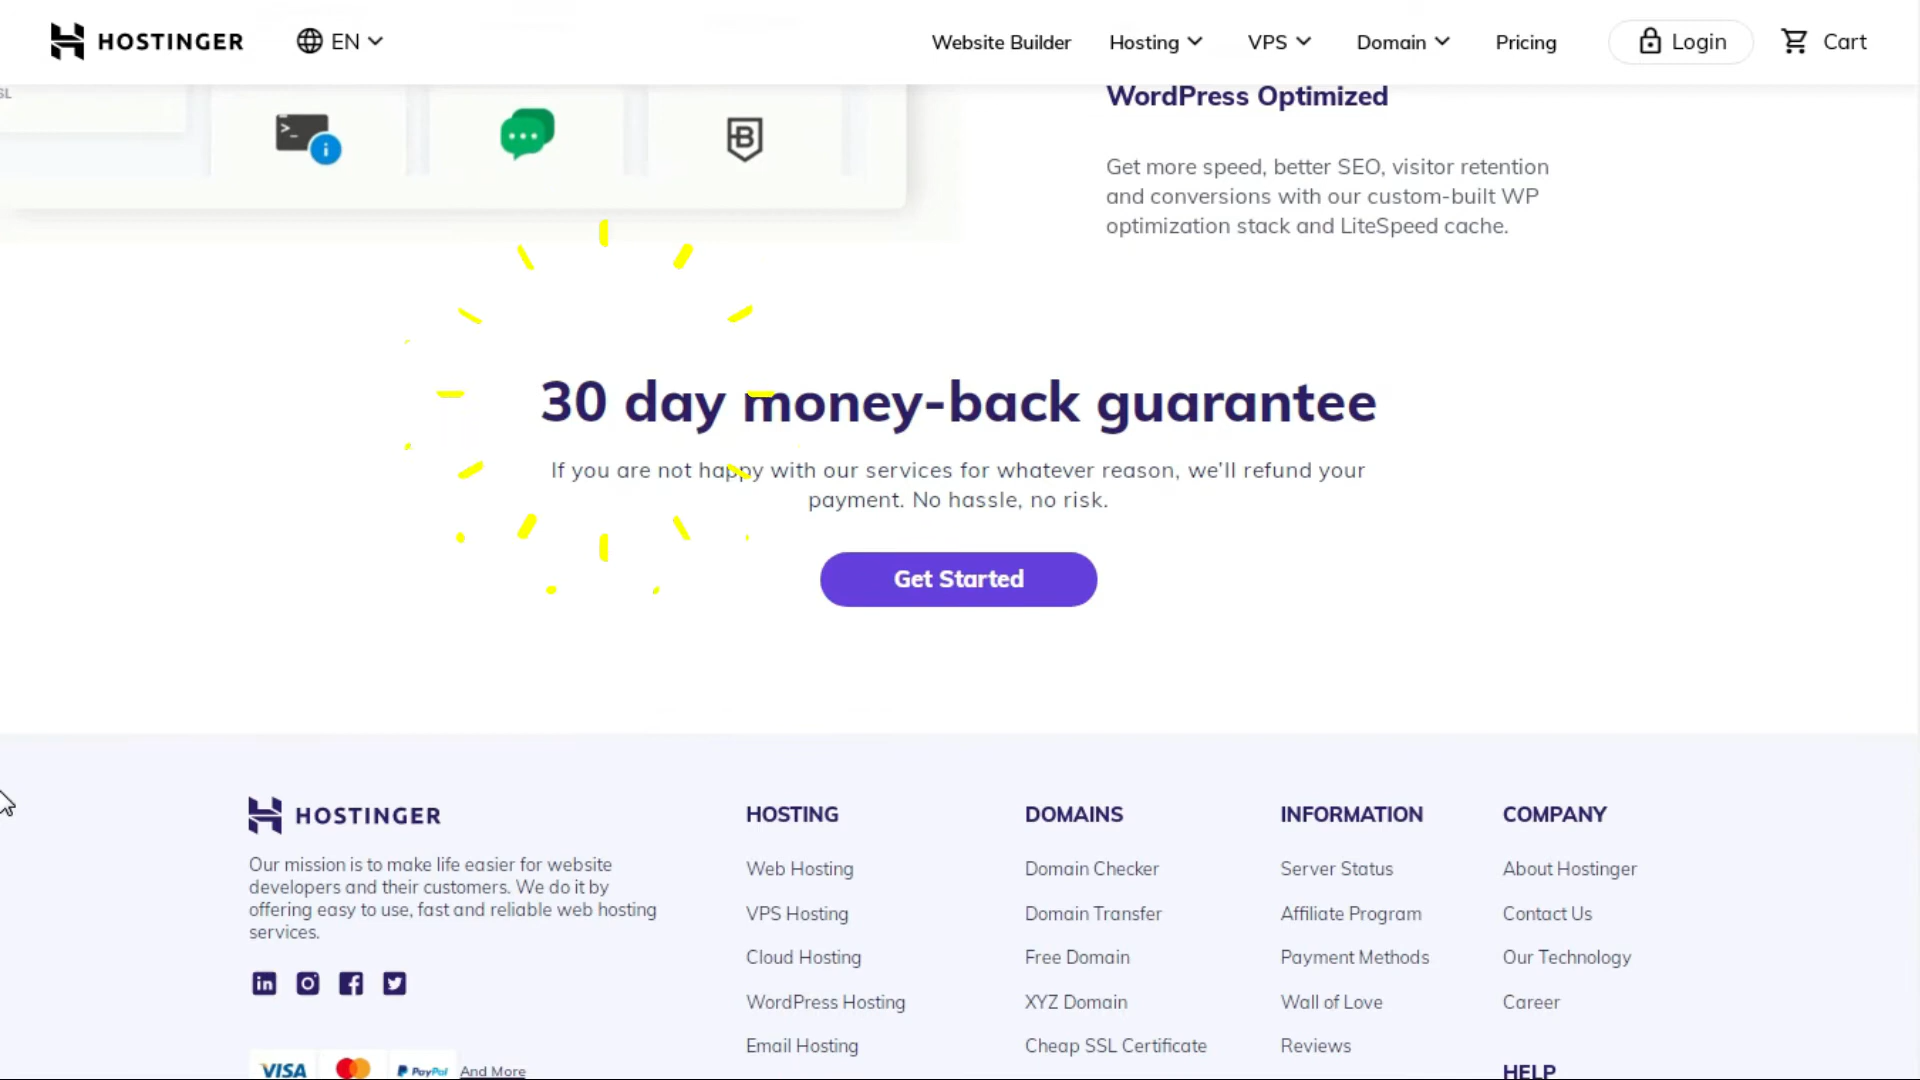 HOSTINGER
EN
Website Builder
Hosting
VPS
Domain
Pricing
Login
Cart
SL
WordPress Optimized
Get more speed, better SEO, visitor retention
and conversions with our custom-built WP
optimization stack and LiteSpeed cache.
30 day money-back guarantee
If you are not happy with our services for whatever reason, we'll refund your
payment. No hassle, no risk.
Get Started
HOSTINGER
Our mission is to make life easier for website
developers and their customers. We do it by
offering easy to use, fast and reliable web hosting
services.
VISA
PayPal
And More
HOSTING
Web Hosting
VPS Hosting
Cloud Hosting
WordPress Hosting
Email Hosting
DOMAINS
Domain Checker
Domain Transfer
Free Domain
XYZ Domain
Cheap SSL Certificate
INFORMATION
Server Status
Affiliate Program
Payment Methods
Wall of Love
Reviews
COMPANY
About Hostinger
Contact Us
Our Technology
Career
HELP